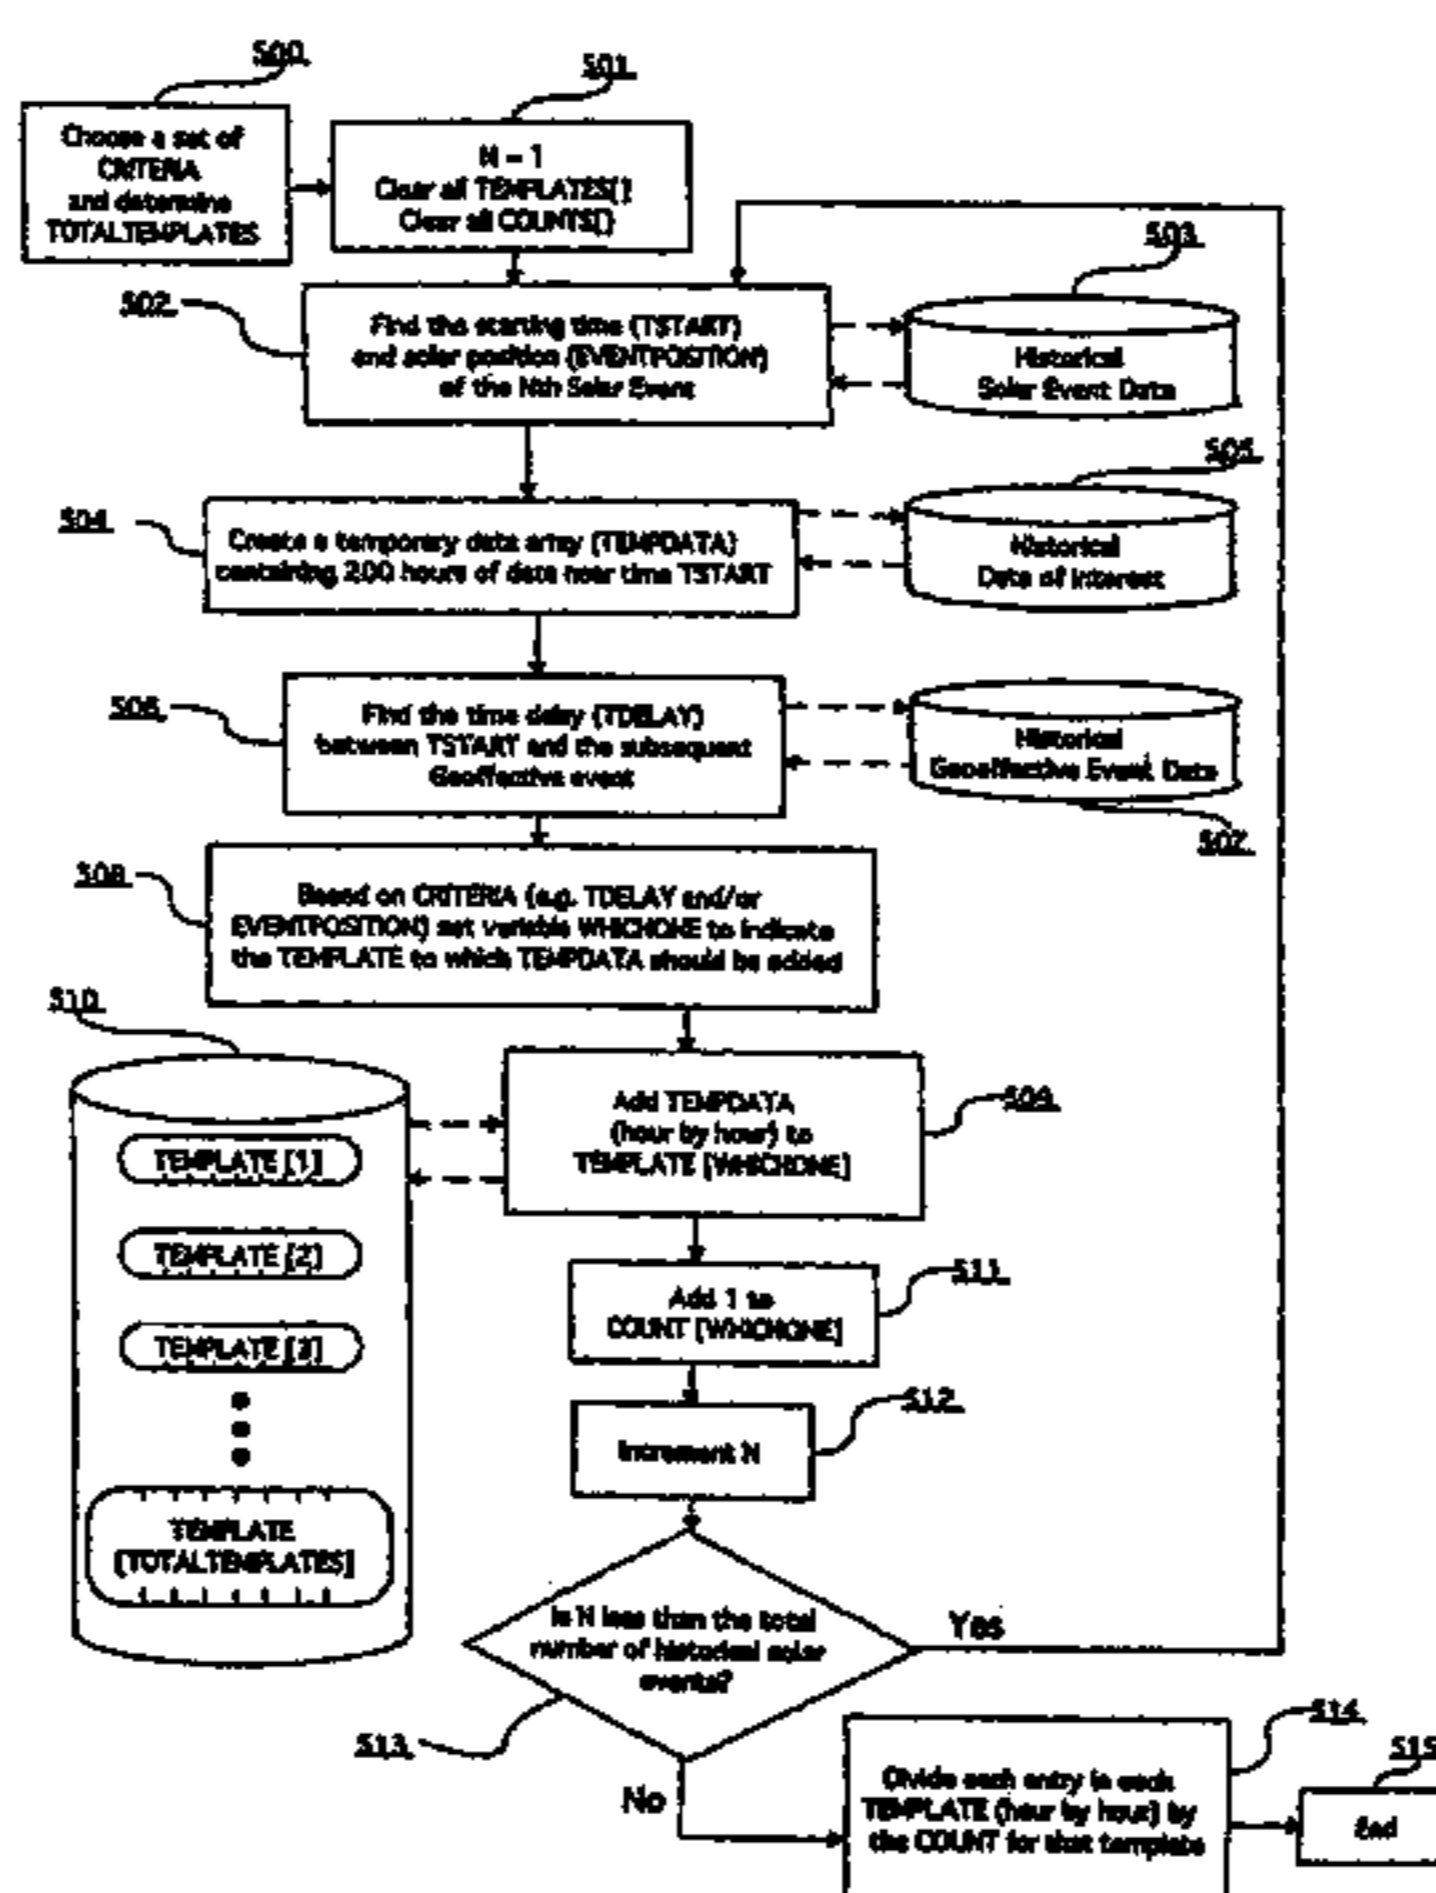 500
Choose a set of
CRITERIA
and determine
TOTALTEMPLATES
501
N = 1
Clear all TEMPLATES[]
Clear all COUNTS[]
502
Find the starting time (TSTART)
and solar position (EVENTPOSITION)
of the Nth Solar Event
503
Historical
Solar Event Data
504
Create a temporary data array (TEMPDATA)
containing 200 hours of data near time TSTART
505
Historical
Data of Interest
506
Find the time delay (TDELAY)
between TSTART and the subsequent
Geoffective event
Historical
Geoeffective Event Data
507
508
Based on CRITERIA (e.g. TDELAY and/or
EVENTPOSITION) set variable WHICHONE to indicate
the TEMPLATE to which TEMPDATA should be added
510
TEMPLATE [1]
TEMPLATE [2]
TEMPLATE [3]
TEMPLATE
[TOTALTEMPLATES]
Add TEMPDATA
(hour by hour) to
TEMPLATE [WHICHONE]
509
Add 1 to
COUNT [WHICHONE]
511
Increment N
512
Is N less than the total
number of historical solar
events?
513
Yes
No
Divide each entry in each
TEMPLATE (hour by hour) by
the COUNT for that template
514
End
515